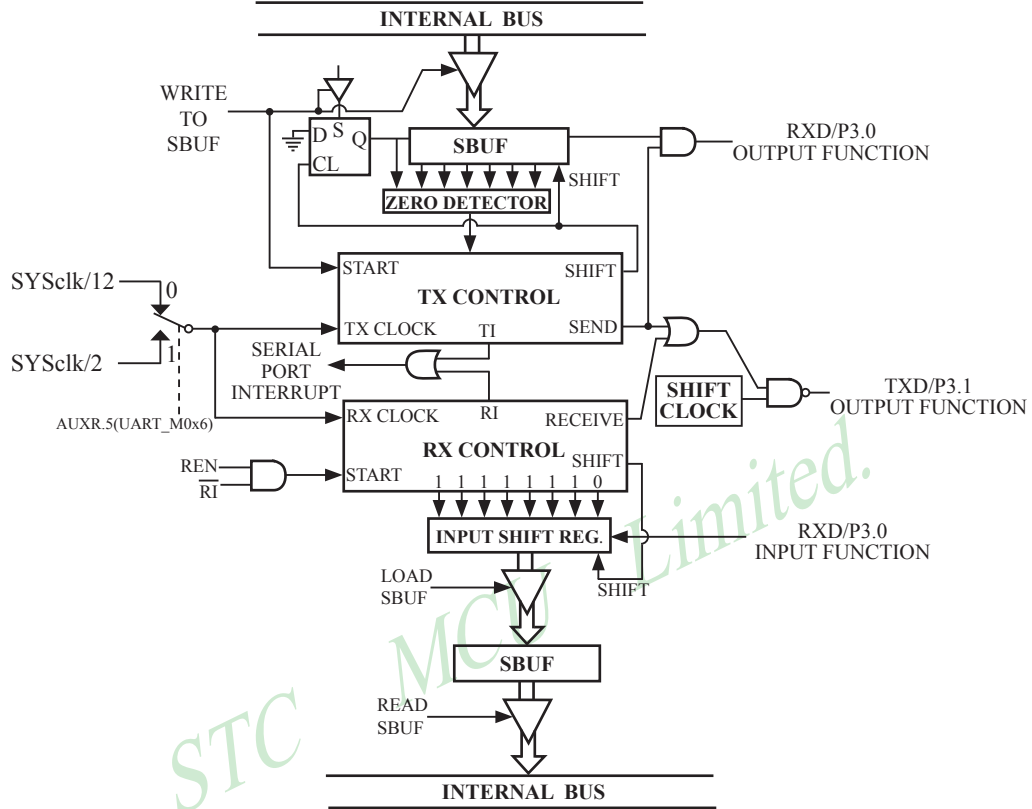 INTERNAL BUS
WRITE
TO
SBUF
D S Q
CL
SBUF
SHIFT
ZERO DETECTOR
RXD/P3.0
OUTPUT FUNCTION
START
SHIFT
TX CONTROL
TX CLOCK
TI
SEND
SYSclk/12
0
SYSclk/2
1
AUXR.5(UART_M0x6)
SERIAL
PORT
INTERRUPT
SHIFT
CLOCK
TXD/P3.1
OUTPUT FUNCTION
RX CLOCK
RI
RECEIVE
RX CONTROL
SHIFT
START
1 1 1 1 1 1 1 0
REN
R̅I̅
INPUT SHIFT REG.
RXD/P3.0
INPUT FUNCTION
SHIFT
LOAD
SBUF
SBUF
READ
SBUF
INTERNAL BUS
STC MCU Limited.